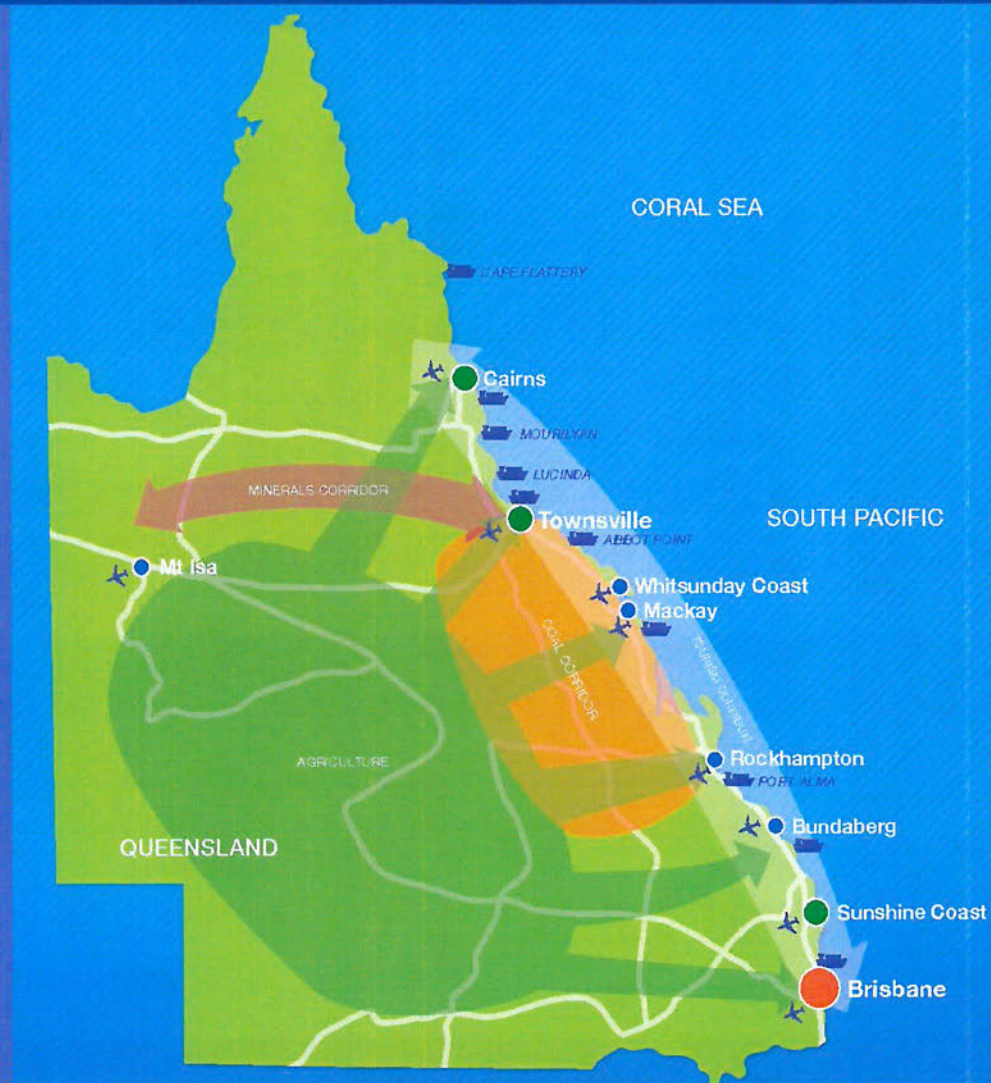 CORAL SEA
CAPE FLATTERY
Cairns
MOURILYAN
LUCINDA
MINERALS CORRIDOR
Townsville
SOUTH PACIFIC
ABBOT POINT
Mt Isa
Whitsunday Coast
Mackay
COAL CORRIDOR
TOURISM CORRIDOR
Rockhampton
AGRICULTURE
PORT ALMA
Bundaberg
QUEENSLAND
Sunshine Coast
Brisbane